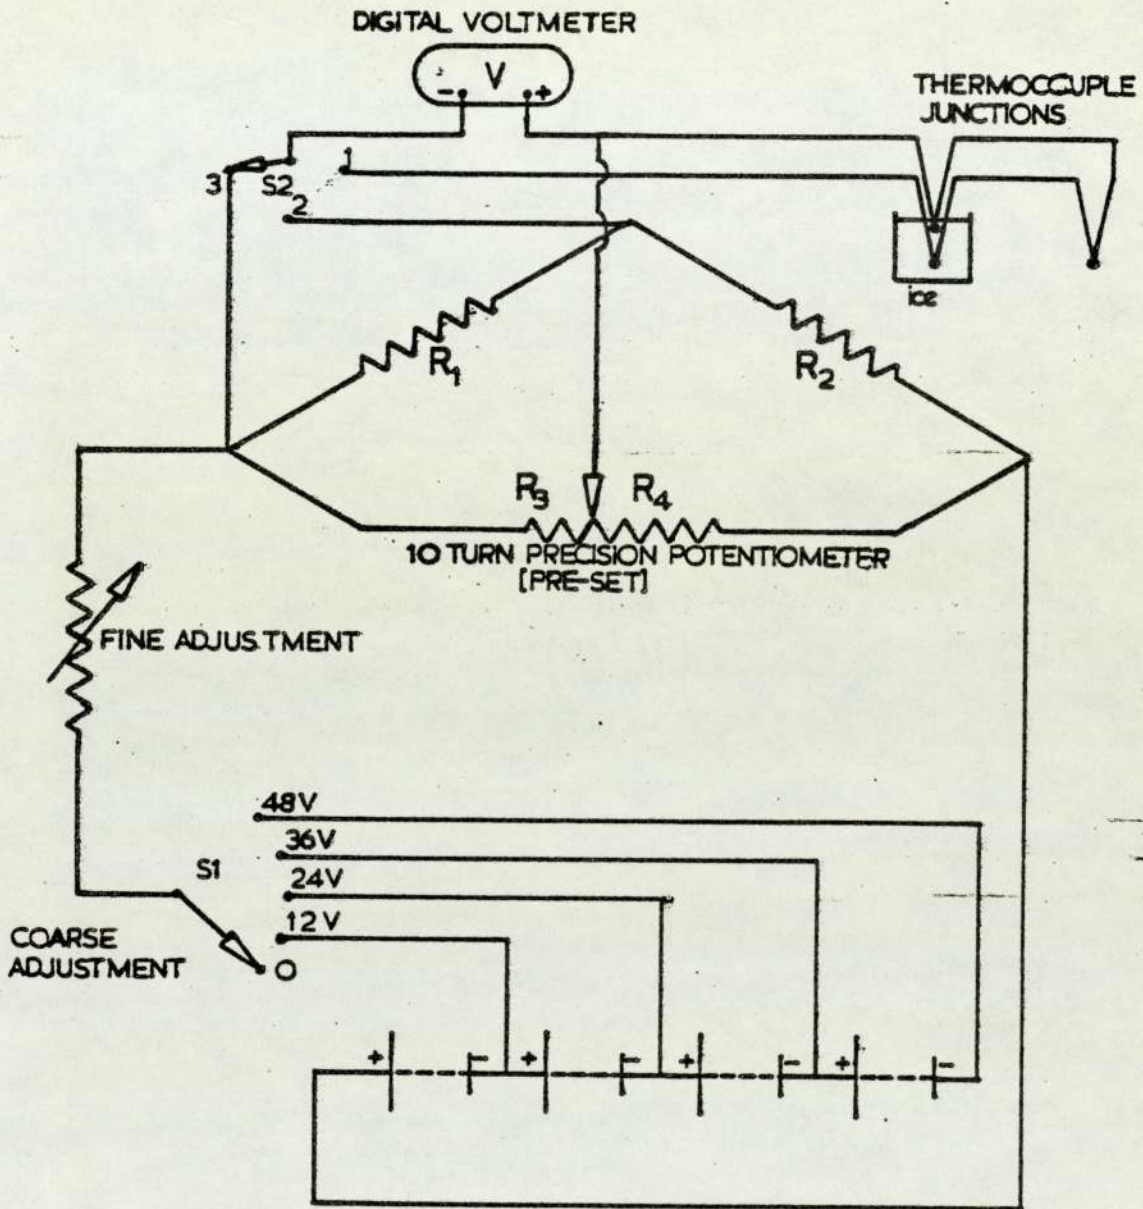 DIGITAL VOLTMETER
- V +
THERMOCOUPLE
JUNCTIONS
1
3 S2
2
ice
R1
R2
R3 R4
10 TURN PRECISION POTENTIOMETER
[PRE-SET]
FINE ADJUSTMENT
48V
36V
S1
24V
12V
COARSE
ADJUSTMENT
O
+ - + - + - + -